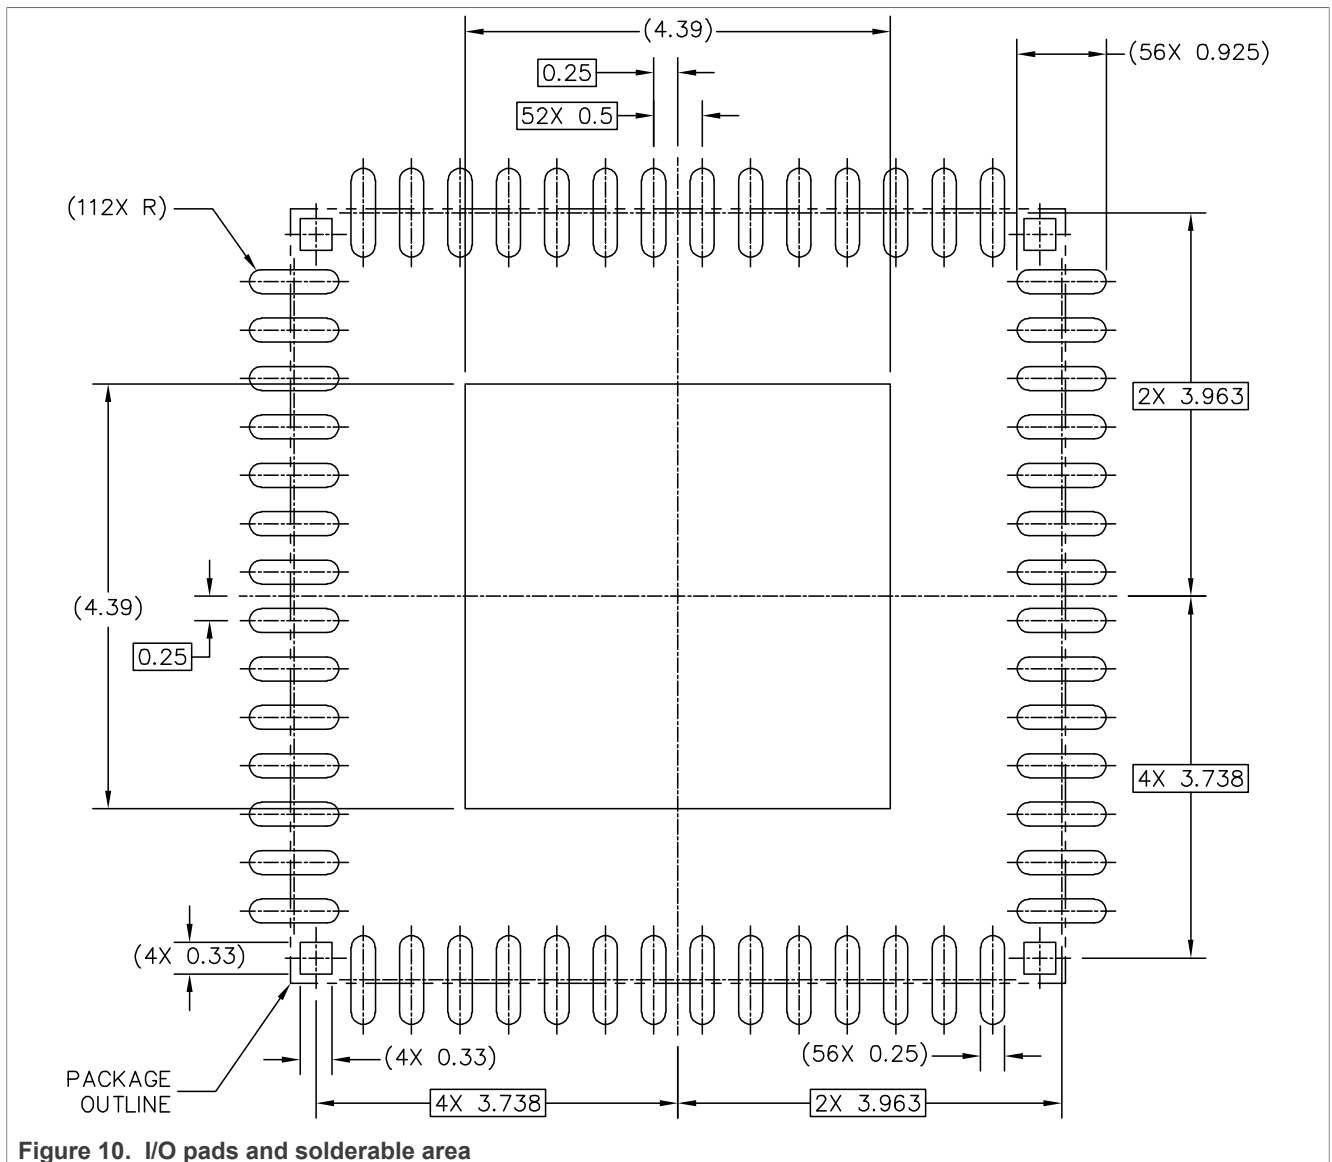 (4.39)
(56X 0.925)
0.25
52X 0.5
(112X R)
2X 3.963
(4.39)
0.25
4X 3.738
(4X 0.33)
(4X 0.33)
(56X 0.25)
PACKAGE
OUTLINE
4X 3.738
2X 3.963
Figure 10. I/O pads and solderable area